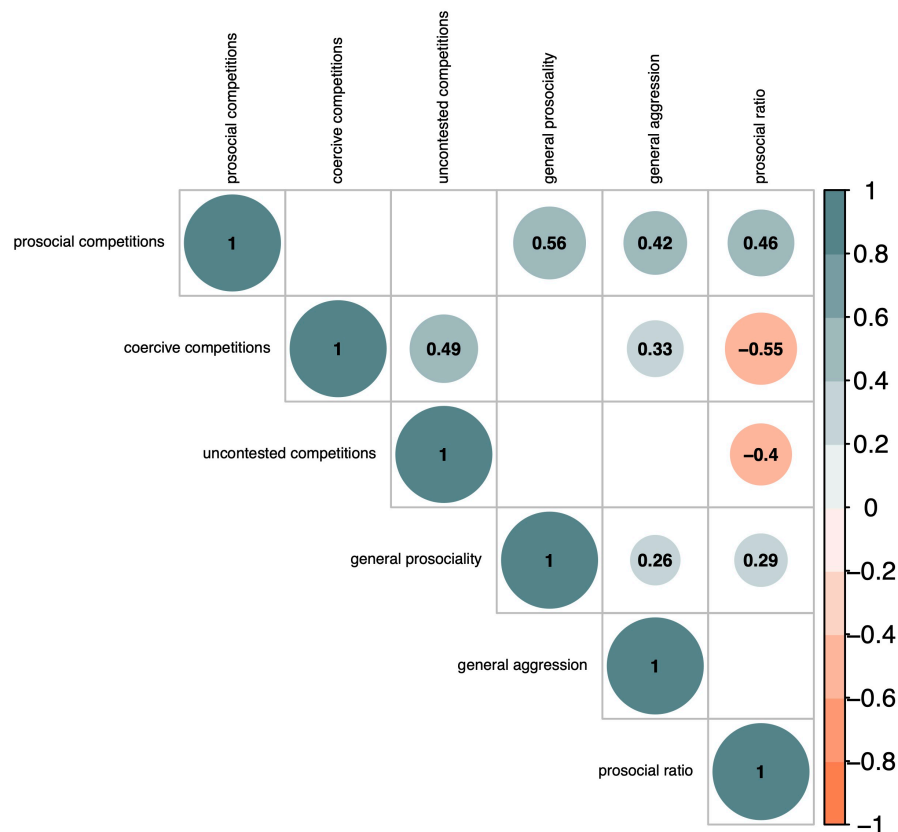 prosocial competitions
coercive competitions
uncontested competitions
general prosociality
general aggression
prosocial ratio
prosocial competitions 1 0.56 0.42 0.46
coercive competitions 1 0.49 0.33 −0.55
uncontested competitions 1 −0.4
general prosociality 1 0.26 0.29
general aggression 1
prosocial ratio 1
1
0.8
0.6
0.4
0.2
0
−0.2
−0.4
−0.6
−0.8
−1